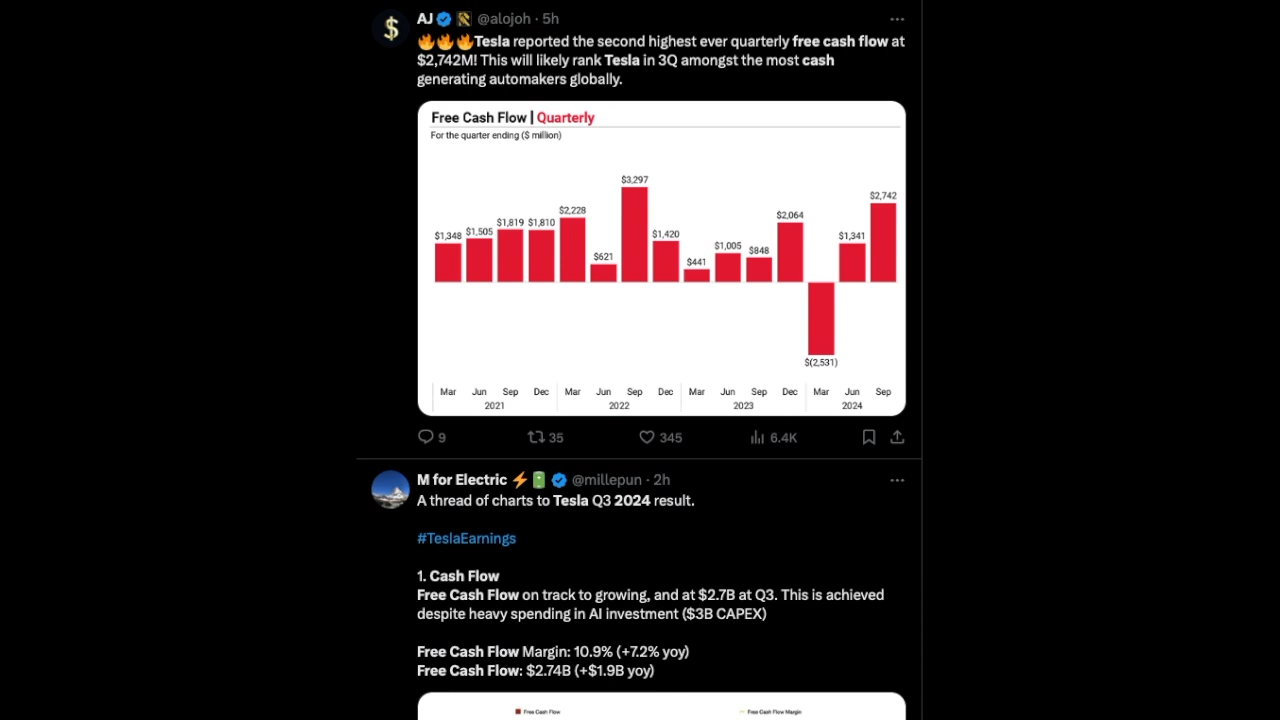 AJ @alojoh · 5h
🔥🔥🔥Tesla reported the second highest ever quarterly free cash flow at
$2,742M! This will likely rank Tesla in 3Q amongst the most cash
generating automakers globally.
Free Cash Flow | Quarterly
For the quarter ending ($ million)
$1,348 $1,505 $1,819 $1,810 $2,228 $621 $3,297 $1,420 $441 $1,005 $848 $2,064 $(2,531) $1,341 $2,742
Mar Jun Sep Dec Mar Jun Sep Dec Mar Jun Sep Dec Mar Jun Sep
2021 2022 2023 2024
9 35 345 6.4K
M for Electric ⚡🔋 @millepun · 2h
A thread of charts to Tesla Q3 2024 result.
#TeslaEarnings
1. Cash Flow
Free Cash Flow on track to growing, and at $2.7B at Q3. This is achieved
despite heavy spending in AI investment ($3B CAPEX)
Free Cash Flow Margin: 10.9% (+7.2% yoy)
Free Cash Flow: $2.74B (+$1.9B yoy)
Free Cash Flow Free Cash Flow Margin